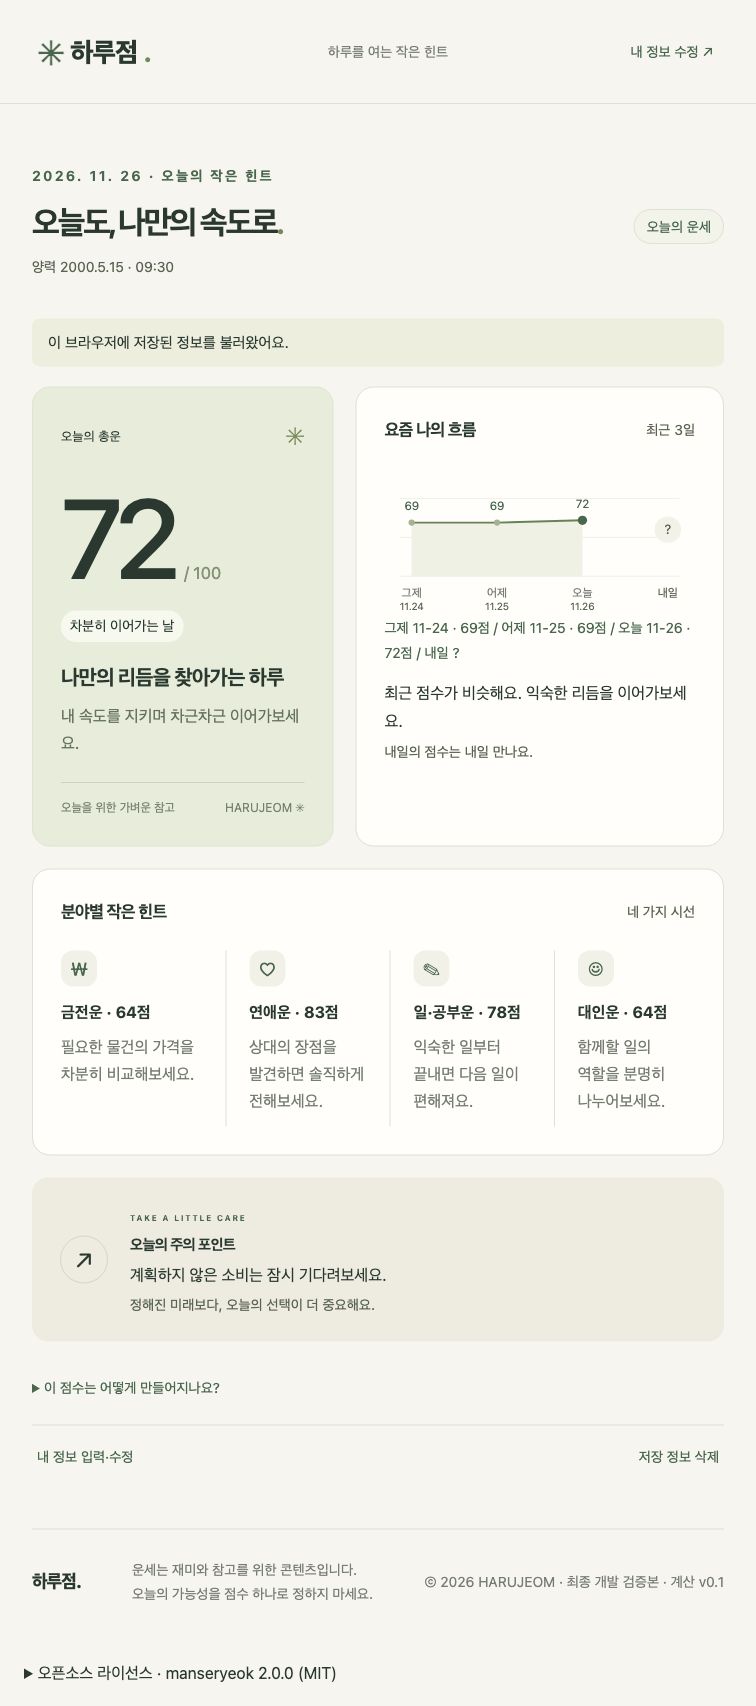 ✳ 하루점 .
하루를 여는 작은 힌트
내 정보 수정 ↗
2026. 11. 26 · 오늘의 작은 힌트
오늘도, 나만의 속도로.
오늘의 운세
양력 2000.5.15 · 09:30
이 브라우저에 저장된 정보를 불러왔어요.
오늘의 총운
72 / 100
차분히 이어가는 날
나만의 리듬을 찾아가는 하루
내 속도를 지키며 차근차근 이어가보세
요.
오늘을 위한 가벼운 참고
HARUJEOM ✳
요즘 나의 흐름
최근 3일
69
69
72
?
그제
11.24
어제
11.25
오늘
11.26
내일
그제 11-24 · 69점 / 어제 11-25 · 69점 / 오늘 11-26 ·
72점 / 내일 ?
최근 점수가 비슷해요. 익숙한 리듬을 이어가보세
요.
내일의 점수는 내일 만나요.
분야별 작은 힌트
네 가지 시선
₩
금전운 · 64점
필요한 물건의 가격을
차분히 비교해보세요.
연애운 · 83점
상대의 장점을
발견하면 솔직하게
전해보세요.
일·공부운 · 78점
익숙한 일부터
끝내면 다음 일이
편해져요.
대인운 · 64점
함께할 일의
역할을 분명히
나누어보세요.
TAKE A LITTLE CARE
오늘의 주의 포인트
계획하지 않은 소비는 잠시 기다려보세요.
정해진 미래보다, 오늘의 선택이 더 중요해요.
▶ 이 점수는 어떻게 만들어지나요?
내 정보 입력·수정
저장 정보 삭제
하루점.
운세는 재미와 참고를 위한 콘텐츠입니다.
오늘의 가능성을 점수 하나로 정하지 마세요.
© 2026 HARUJEOM · 최종 개발 검증본 · 계산 v0.1
▶ 오픈소스 라이선스 · manseryeok 2.0.0 (MIT)